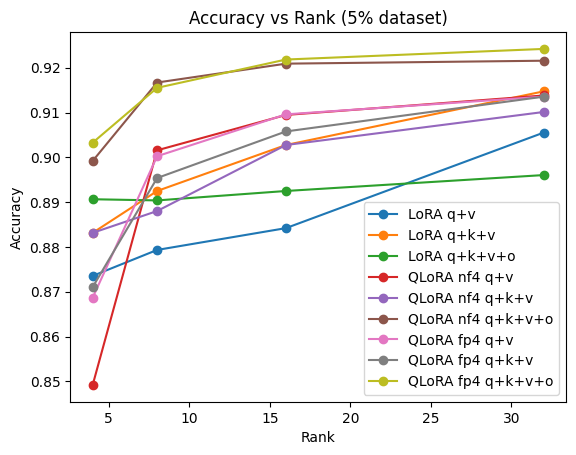 Accuracy vs Rank (5% dataset)
Accuracy
0.92
0.91
0.90
0.89
0.88
0.87
0.86
0.85
LoRA q+v
LoRA q+k+v
LoRA q+k+v+o
QLoRA nf4 q+v
QLoRA nf4 q+k+v
QLoRA nf4 q+k+v+o
QLoRA fp4 q+v
QLoRA fp4 q+k+v
QLoRA fp4 q+k+v+o
5 10 15 20 25 30
Rank